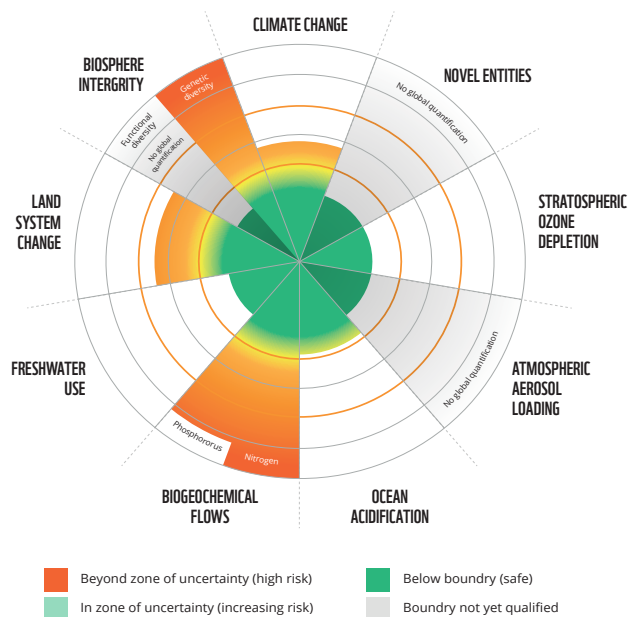 CLIMATE CHANGE
BIOSPHERE
INTERGRITY
Genetic
diversity
NOVEL ENTITIES
No global quantification
Functional
diversity
No global
quantification
LAND
SYSTEM
CHANGE
STRATOSPHERIC
OZONE
DEPLETION
FRESHWATER
USE
ATMOSPHERIC
AEROSOL
LOADING
No global quantification
Phosphororus
Nitrogen
BIOGEOCHEMICAL
FLOWS
OCEAN
ACIDIFICATION
Beyond zone of uncertainty (high risk)
Below boundry (safe)
In zone of uncertainty (increasing risk)
Boundry not yet qualified